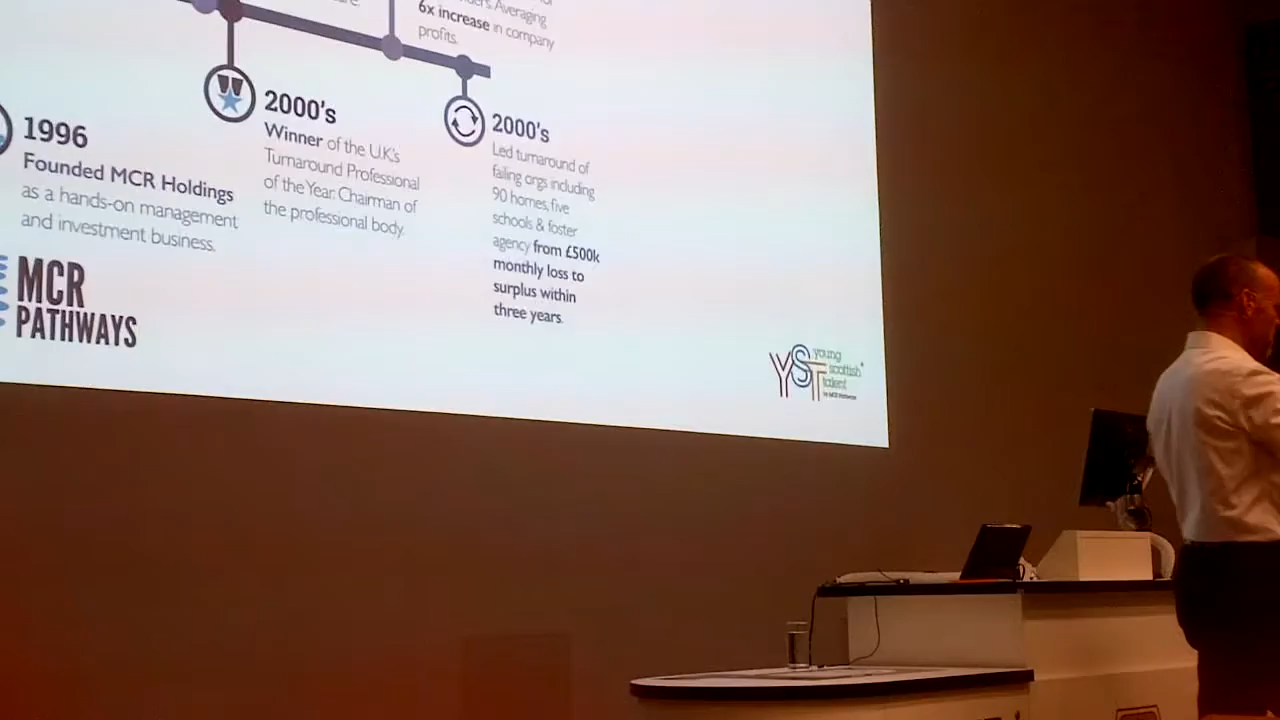 6x increase in company
profits.
1996
Founded MCR Holdings
as a hands-on management
and investment business.
2000's
Winner of the U.K's
Turnaround Professional
of the Year. Chairman of
the professional body.
2000's
Led turnaround of
failing orgs including
90 homes, five
schools & foster
agency from £500k
monthly loss to
surplus within
three years.
MCR
PATHWAYS
YST
young
scottish
talent
by MCR Pathways